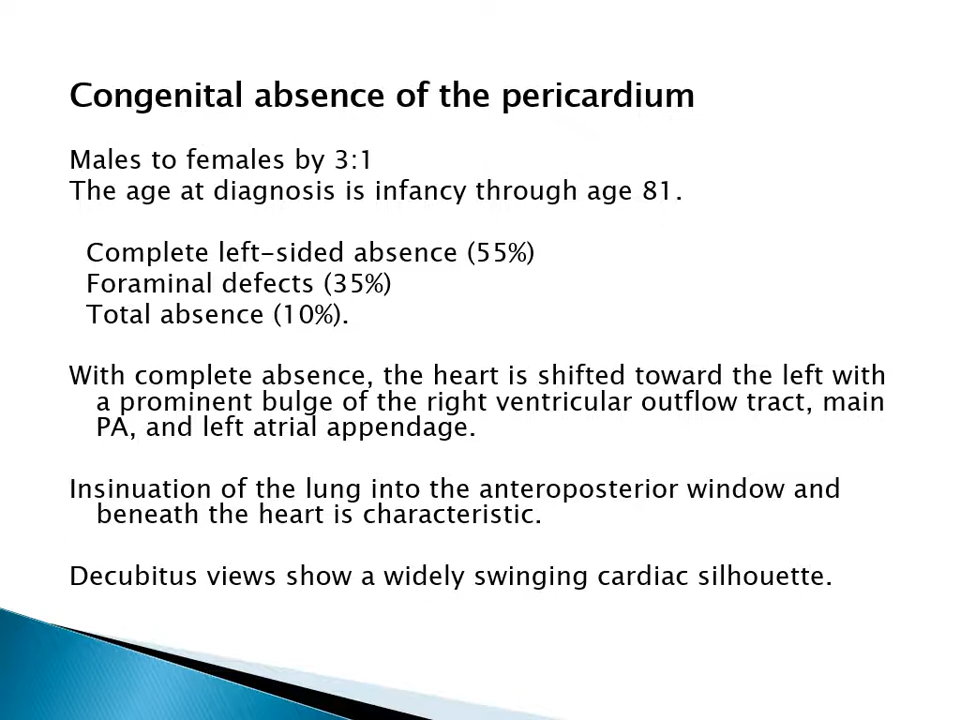 Congenital absence of the pericardium
Males to females by 3:1
The age at diagnosis is infancy through age 81.
Complete left-sided absence (55%)
Foraminal defects (35%)
Total absence (10%).
With complete absence, the heart is shifted toward the left with
a prominent bulge of the right ventricular outflow tract, main
PA, and left atrial appendage.
Insinuation of the lung into the anteroposterior window and
beneath the heart is characteristic.
Decubitus views show a widely swinging cardiac silhouette.